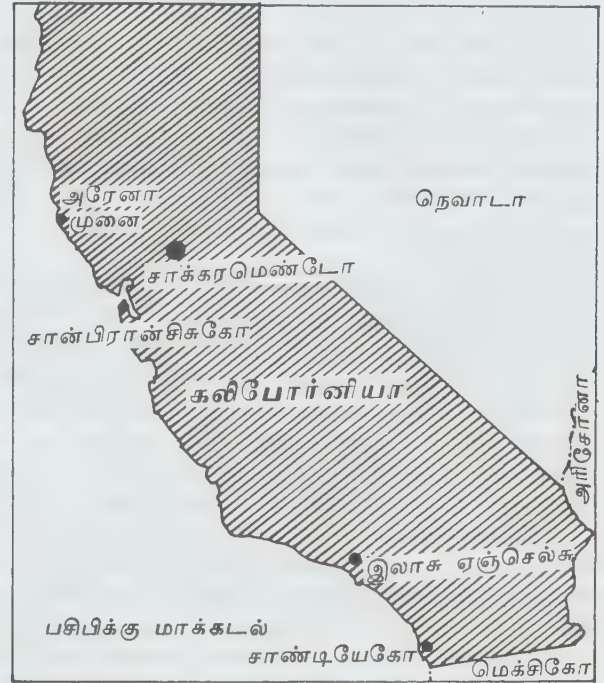 அரேனா
முனை
நெவாடா
சாக்கரமெண்டோ
சான்பிரான்சிசுகோ
கலிபோர்னியா
அரிசோனா
இலாசு ஏஞ்செல்சு
பசிபிக்கு மாக்கடல்
சாண்டியேகோ
மெக்சிகோ